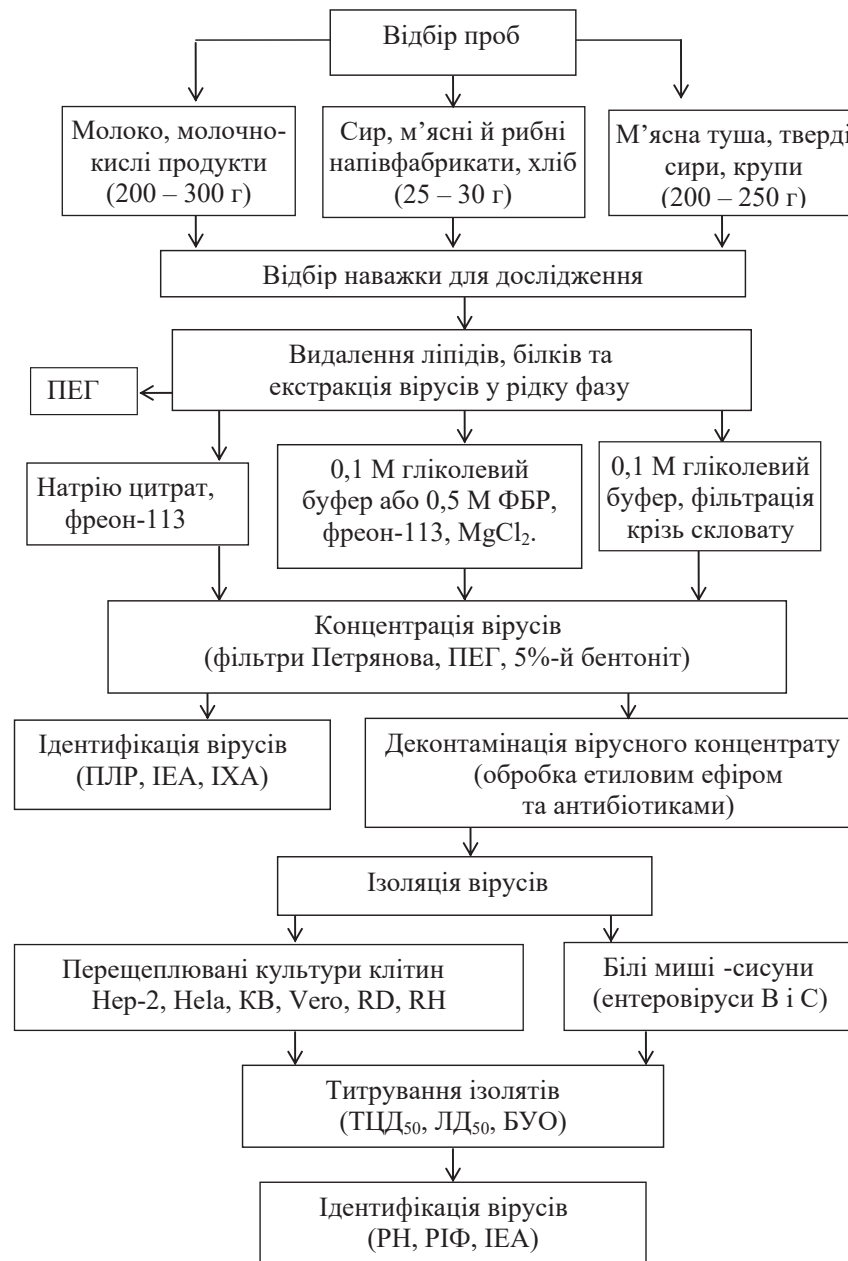 Відбір проб
Молоко, молочно-
кислі продукти
(200 – 300 г)
Сир, м’ясні й рибні
напівфабрикати, хліб
(25 – 30 г)
М’ясна туша, тверді
сири, крупи
(200 – 250 г)
Відбір наважки для дослідження
Видалення ліпідів, білків та
екстракція вірусів у рідку фазу
ПЕГ
Натрію цитрат,
фреон-113
0,1 М гліколевий
буфер або 0,5 М ФБР,
фреон-113, MgCl₂.
0,1 М гліколевий
буфер, фільтрація
крізь скловату
Концентрація вірусів
(фільтри Петрянова, ПЕГ, 5%-й бентоніт)
Ідентифікація вірусів
(ПЛР, ІЕА, ІХА)
Деконтамінація вірусного концентрату
(обробка етиловим ефіром
та антибіотиками)
Ізоляція вірусів
Перещеплювані культури клітин
Hep-2, Hela, KB, Vero, RD, RH
Білі миші -сисуни
(ентеровіруси В і С)
Титрування ізолятів
(ТЦД₅₀, ЛД₅₀, БУО)
Ідентифікація вірусів
(РН, РІФ, ІЕА)